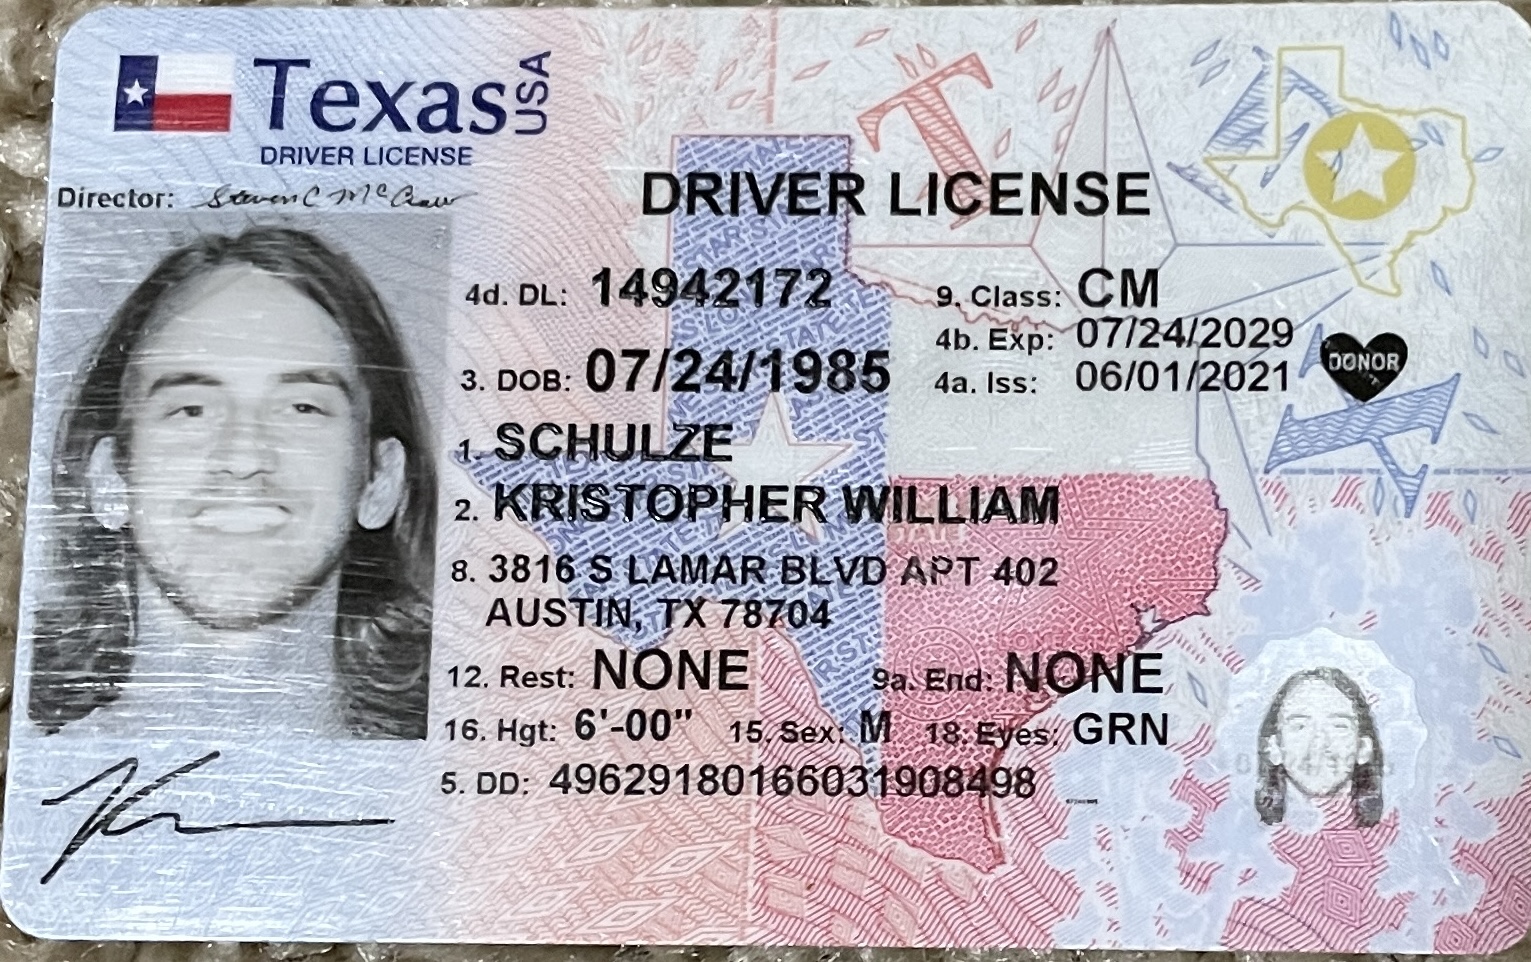 Texas USA
DRIVER LICENSE
Director: Steven C McCraw
DRIVER LICENSE
4d. DL: 14942172
9. Class: CM
4b. Exp: 07/24/2029
3. DOB: 07/24/1985
4a. Iss: 06/01/2021
DONOR
1. SCHULZE
2. KRISTOPHER WILLIAM
8. 3816 S LAMAR BLVD APT 402
AUSTIN, TX 78704
12. Rest: NONE
9a. End: NONE
16. Hgt: 6'-00" 15. Sex: M 18. Eyes: GRN
5. DD: 49629180166031908498